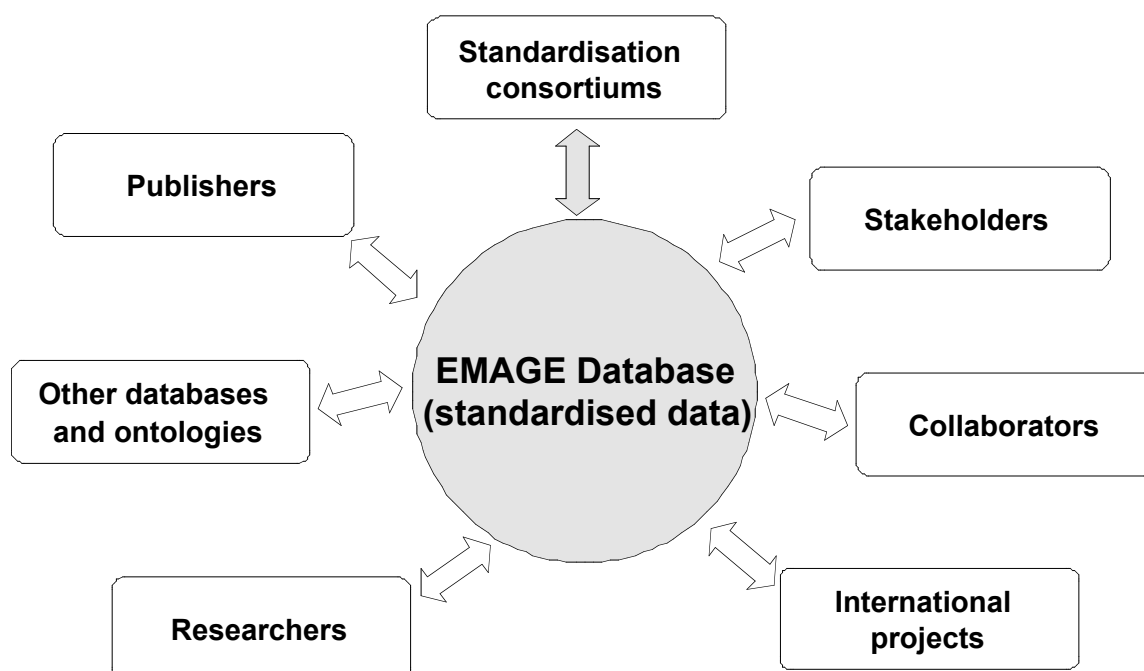 Standardisation
consortiums
Publishers
Stakeholders
EMAGE Database
(standardised data)
Other databases
and ontologies
Collaborators
Researchers
International
projects